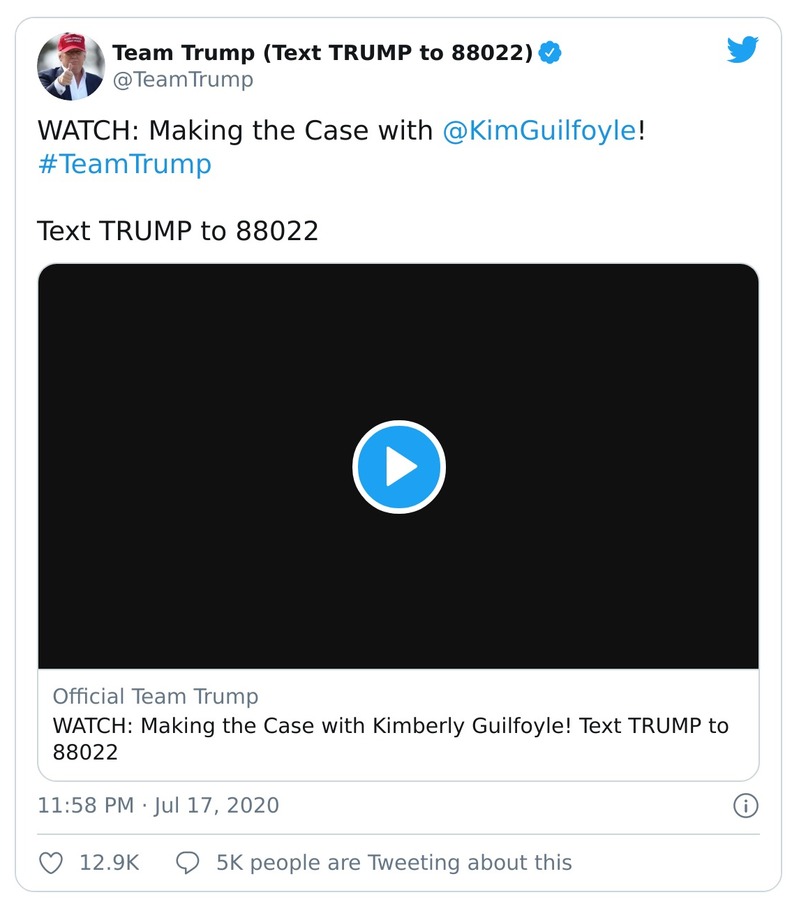 Team Trump (Text TRUMP to 88022)
@TeamTrump
WATCH: Making the Case with @KimGuilfoyle!
#TeamTrump
Text TRUMP to 88022
Official Team Trump
WATCH: Making the Case with Kimberly Guilfoyle! Text TRUMP to
88022
11:58 PM · Jul 17, 2020
12.9K 5K people are Tweeting about this